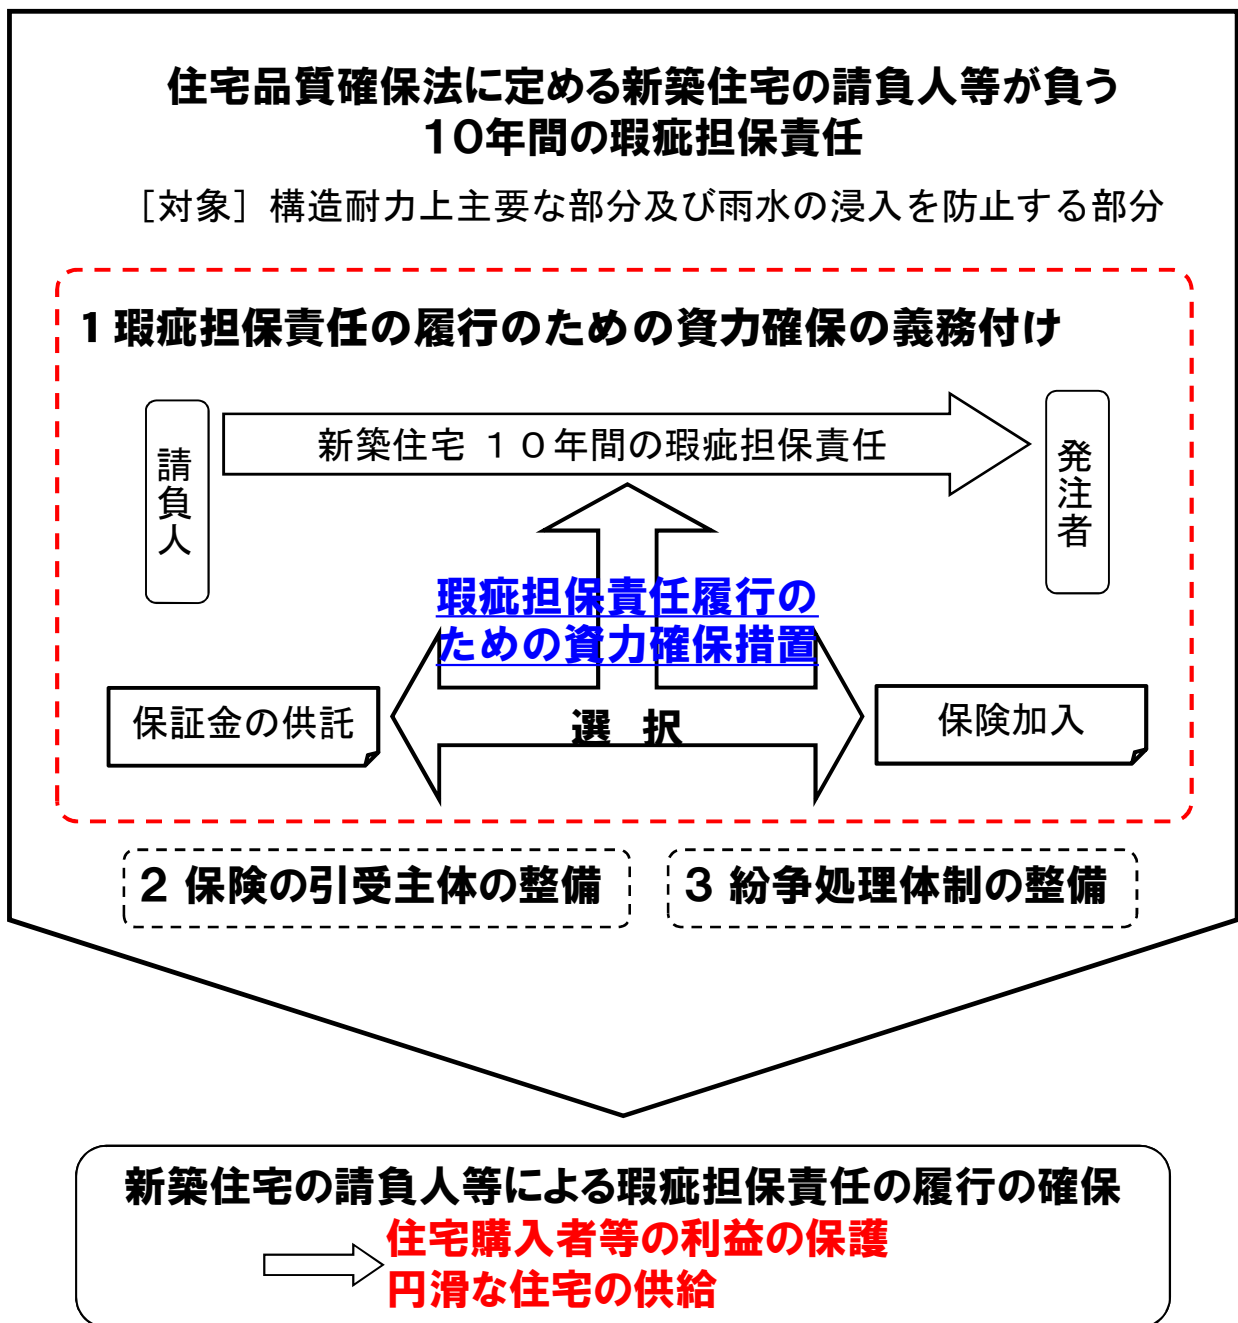 住宅品質確保法に定める新築住宅の請負人等が負う
10年間の瑕疵担保責任
［対象］構造耐力上主要な部分及び雨水の浸入を防止する部分
1 瑕疵担保責任の履行のための資力確保の義務付け
請負人
新築住宅 １０年間の瑕疵担保責任
発注者
瑕疵担保責任履行の
ための資力確保措置
保証金の供託
選 択
保険加入
2 保険の引受主体の整備
3 紛争処理体制の整備
新築住宅の請負人等による瑕疵担保責任の履行の確保
住宅購入者等の利益の保護
円滑な住宅の供給